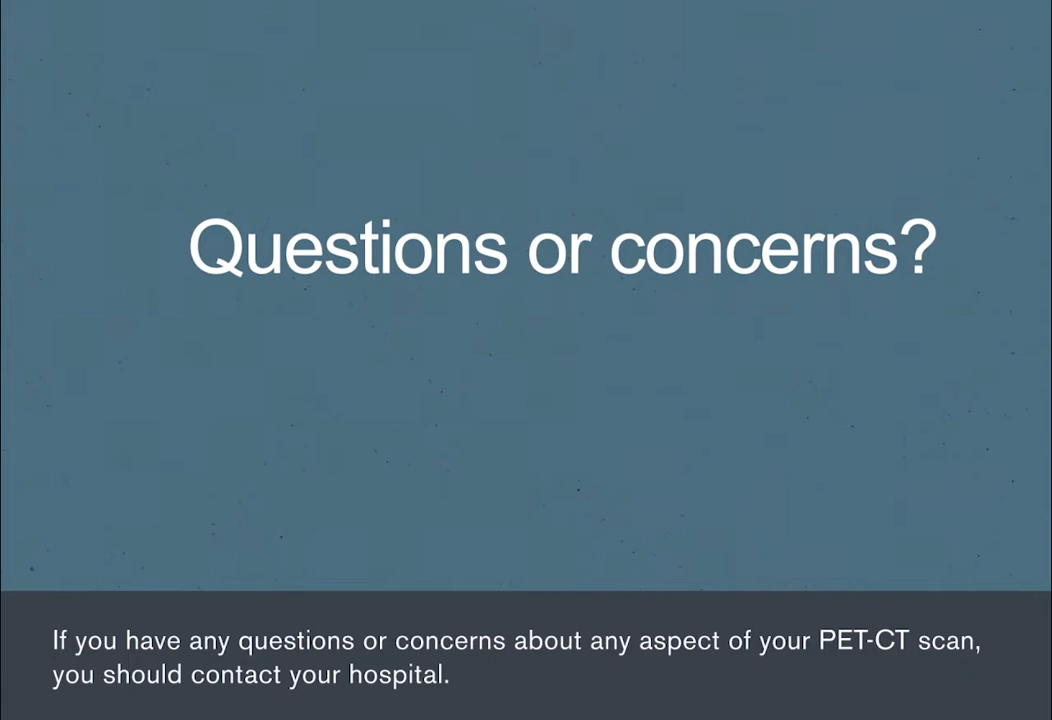 Questions or concerns?
If you have any questions or concerns about any aspect of your PET-CT scan,
you should contact your hospital.